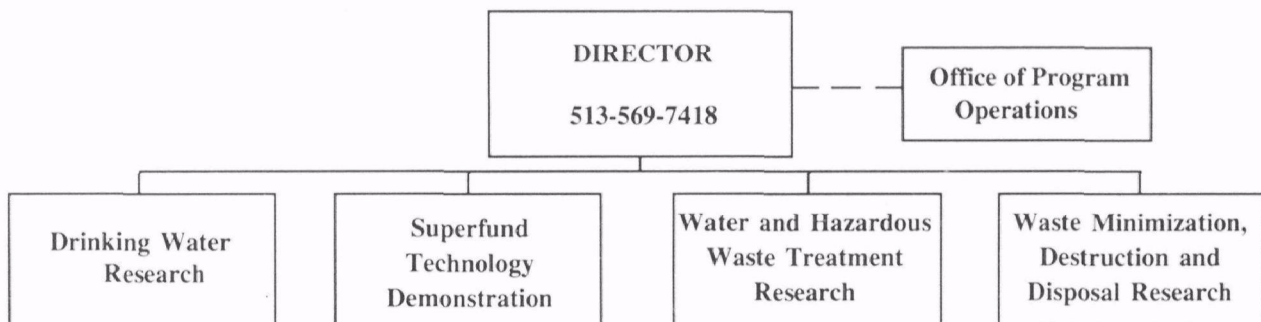 DIRECTOR
513-569-7418
Office of Program
Operations
Drinking Water
Research
Superfund
Technology
Demonstration
Water and Hazardous
Waste Treatment
Research
Waste Minimization,
Destruction and
Disposal Research